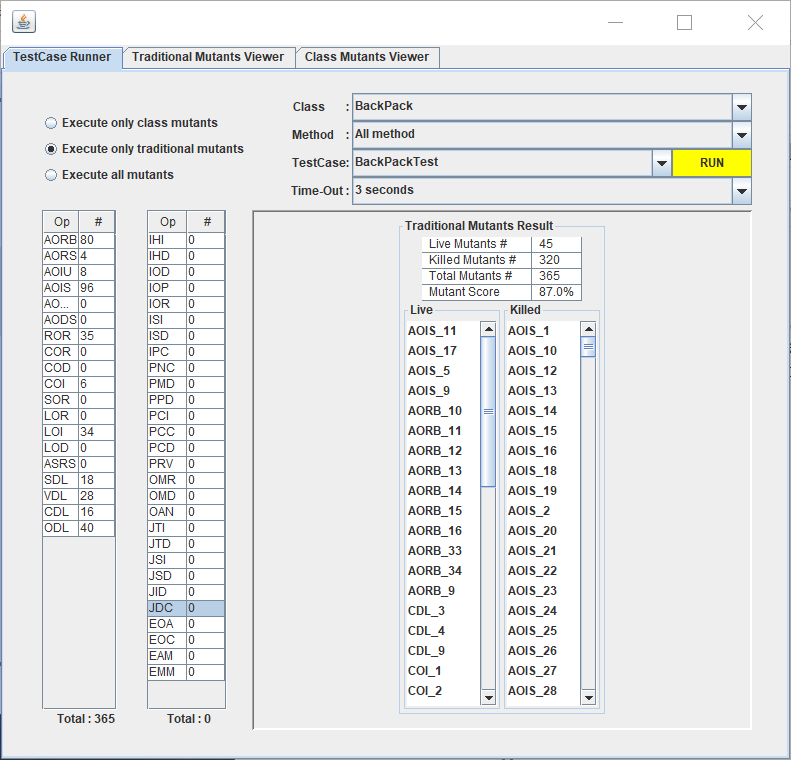 TestCase Runner Traditional Mutants Viewer Class Mutants Viewer
Execute only class mutants
Execute only traditional mutants
Execute all mutants
Class : BackPack
Method : All method
TestCase: BackPackTest RUN
Time-Out : 3 seconds
Op #
AORB 80
AORS 4
AOIU 8
AOIS 96
AO... 0
AODS 0
ROR 35
COR 0
COD 0
COI 6
SOR 0
LOR 0
LOI 34
LOD 0
ASRS 0
SDL 18
VDL 28
CDL 16
ODL 40
Total : 365
Op #
IHI 0
IHD 0
IOD 0
IOP 0
IOR 0
ISI 0
ISD 0
IPC 0
PNC 0
PMD 0
PPD 0
PCI 0
PCC 0
PCD 0
PRV 0
OMR 0
OMD 0
OAN 0
JTI 0
JTD 0
JSI 0
JSD 0
JID 0
JDC 0
EOA 0
EOC 0
EAM 0
EMM 0
Total : 0
Traditional Mutants Result
Live Mutants # 45
Killed Mutants # 320
Total Mutants # 365
Mutant Score 87.0%
Live
AOIS_11
AOIS_17
AOIS_5
AOIS_9
AORB_10
AORB_11
AORB_12
AORB_13
AORB_14
AORB_15
AORB_16
AORB_33
AORB_34
AORB_9
CDL_3
CDL_4
CDL_9
COI_1
COI_2
Killed
AOIS_1
AOIS_10
AOIS_12
AOIS_13
AOIS_14
AOIS_15
AOIS_16
AOIS_18
AOIS_19
AOIS_2
AOIS_20
AOIS_21
AOIS_22
AOIS_23
AOIS_24
AOIS_25
AOIS_26
AOIS_27
AOIS_28